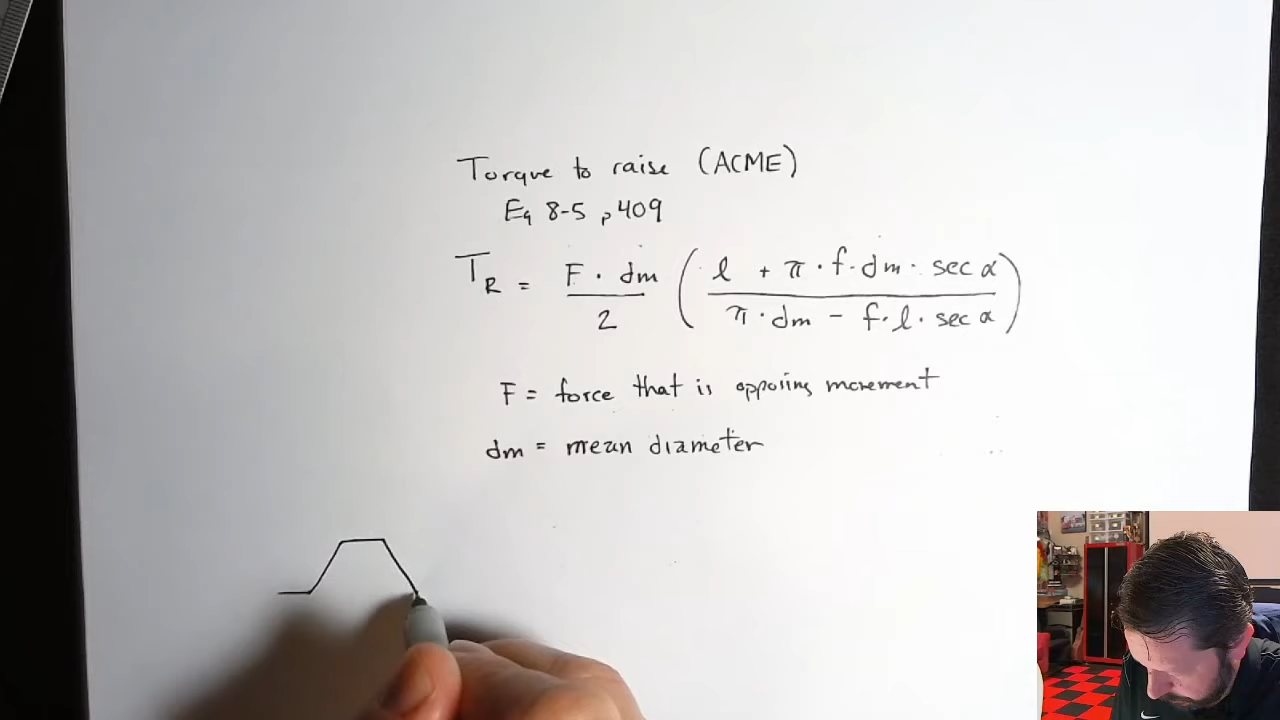 Torque to raise (ACME)
Eq 8-5 p409
T_R = F · dm / 2 ( l + π · f · dm · sec α / π · dm - f · l · sec α )
F = force that is opposing movement
dm = mean diameter